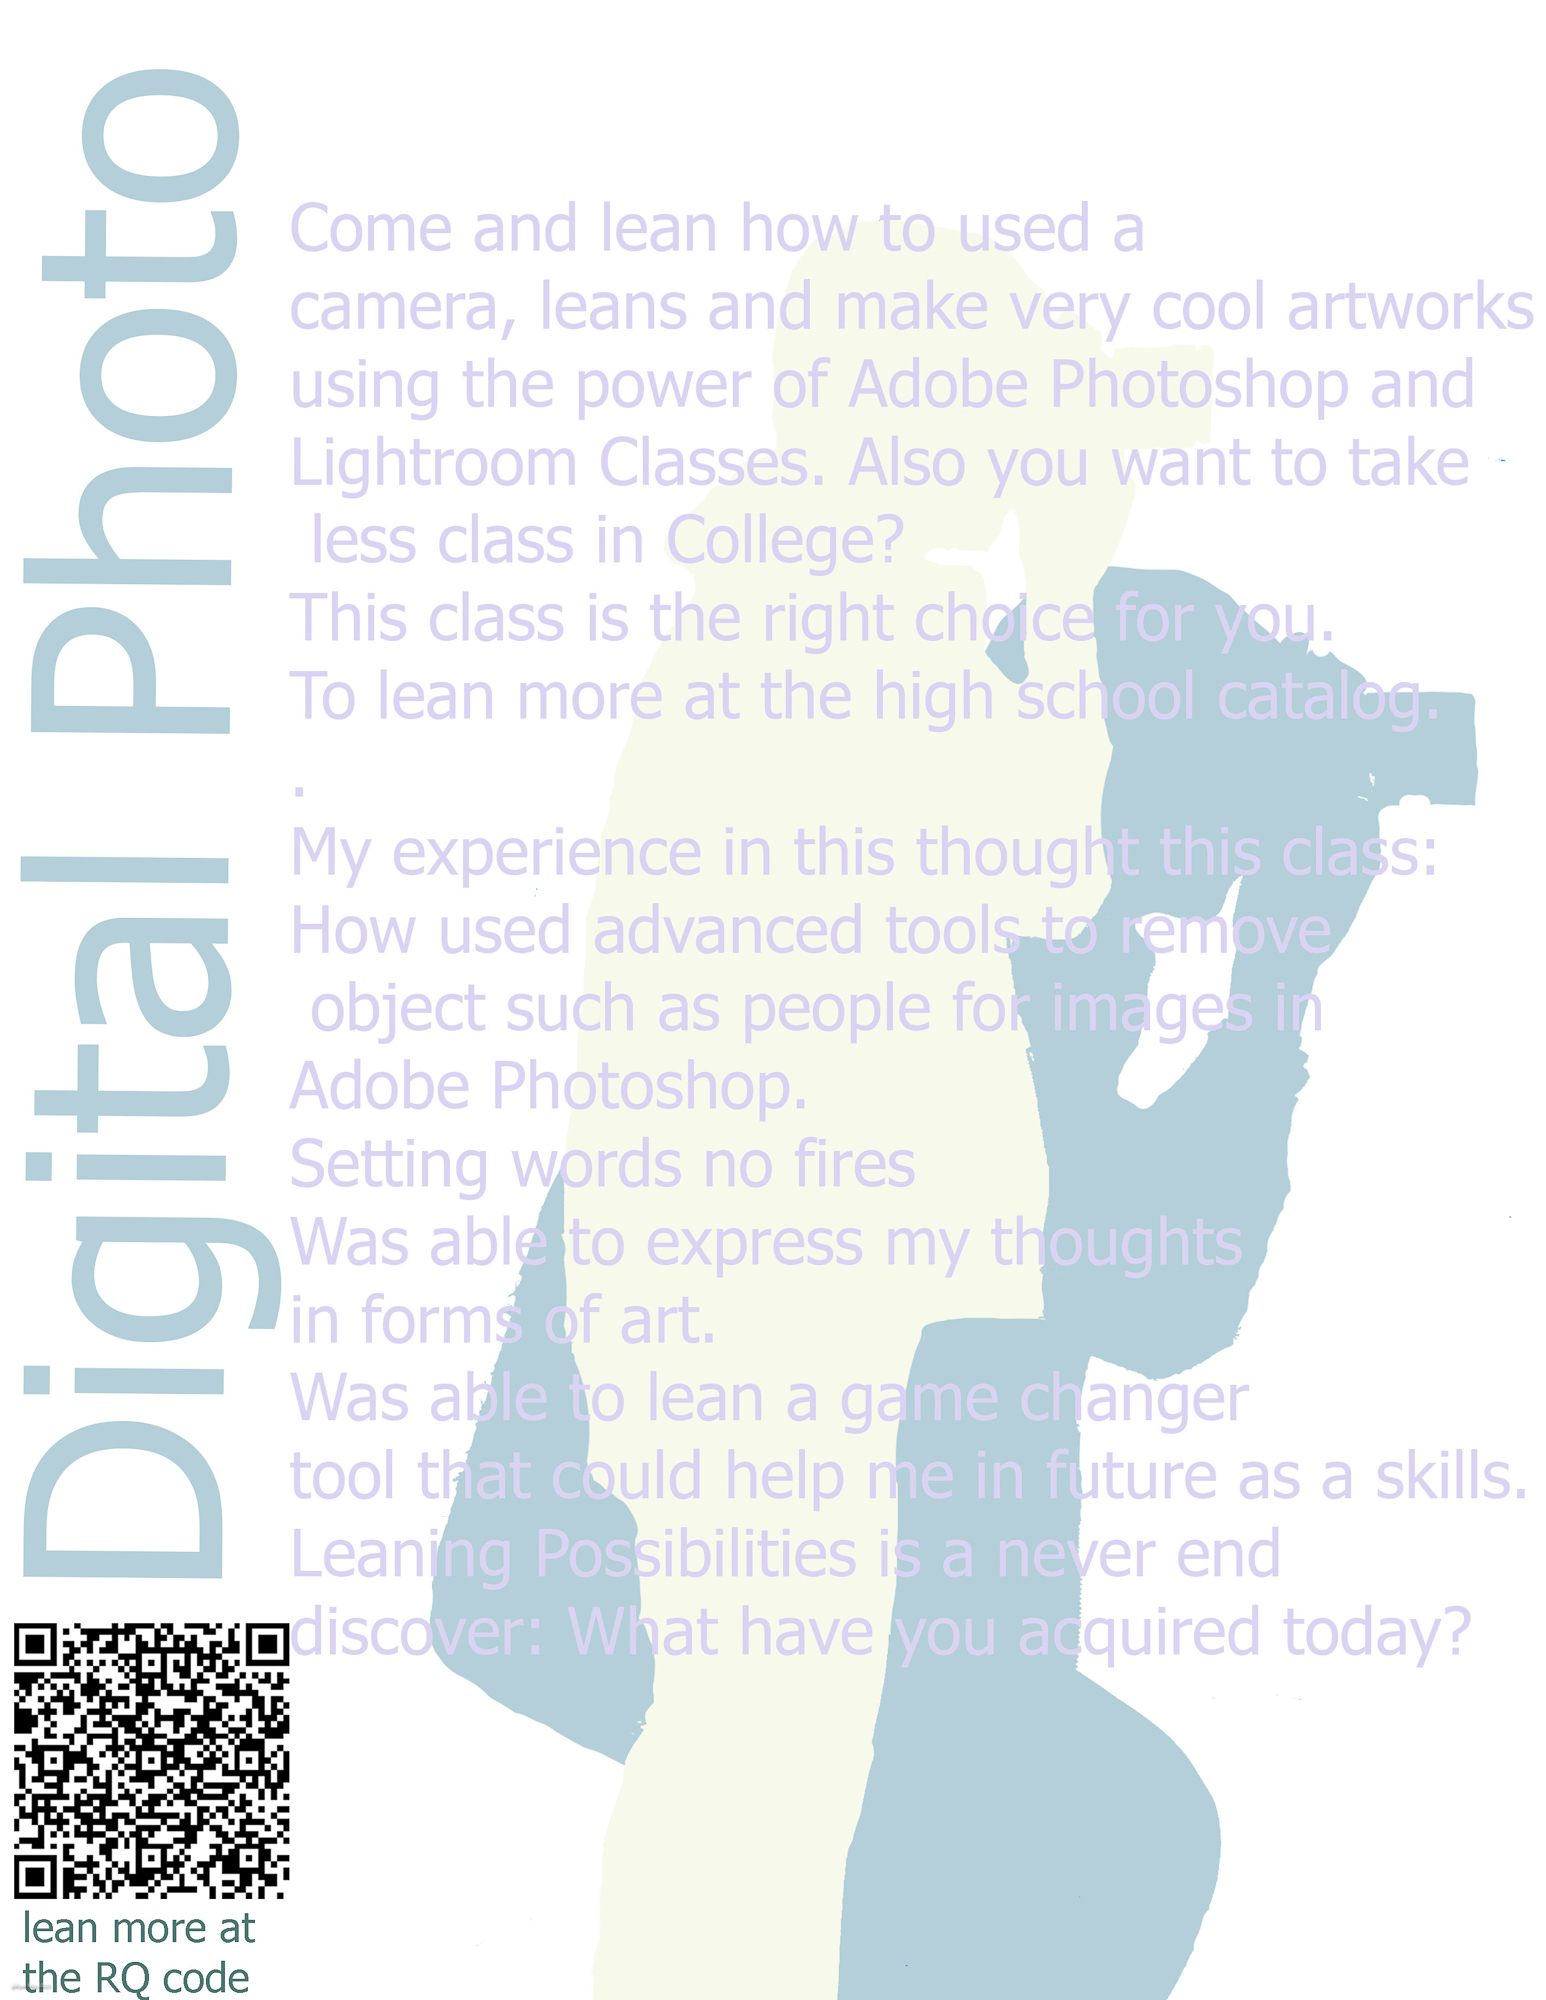 Digital Photo
Come and lean how to used a
camera, leans and make very cool artworks
using the power of Adobe Photoshop and
Lightroom Classes. Also you want to take
less class in College?
This class is the right choice for you.
To lean more at the high school catalog.
.
My experience in this thought this class:
How used advanced tools to remove
object such as people for images in
Adobe Photoshop.
Setting words no fires
Was able to express my thoughts
in forms of art.
Was able to lean a game changer
tool that could help me in future as a skills.
Leaning Possibilities is a never end
discover: What have you acquired today?
lean more at
the RQ code